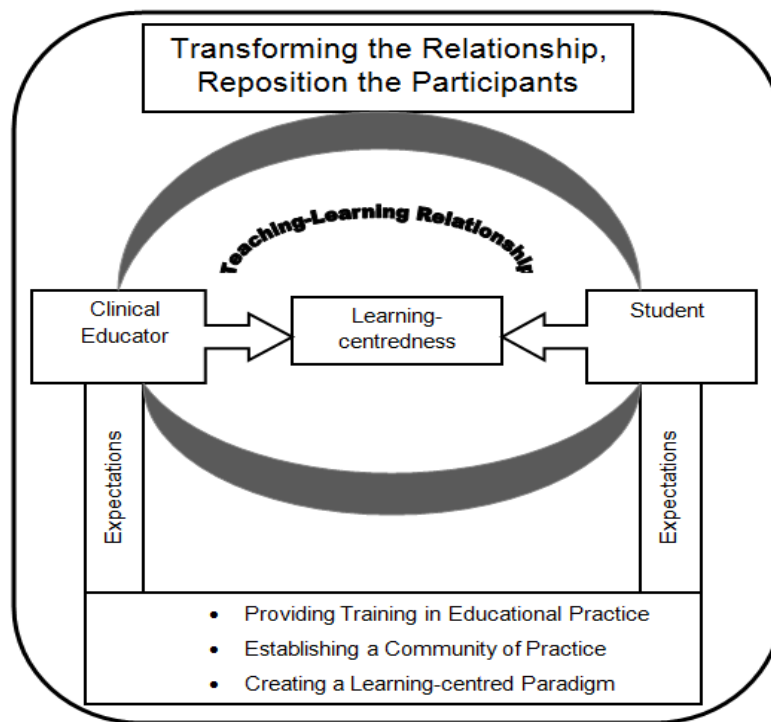 Transforming the Relationship,
Reposition the Participants
Teaching-Learning Relationship
Clinical
Educator
Learning-
centredness
Student
Expectations
Expectations
• Providing Training in Educational Practice
• Establishing a Community of Practice
• Creating a Learning-centred Paradigm